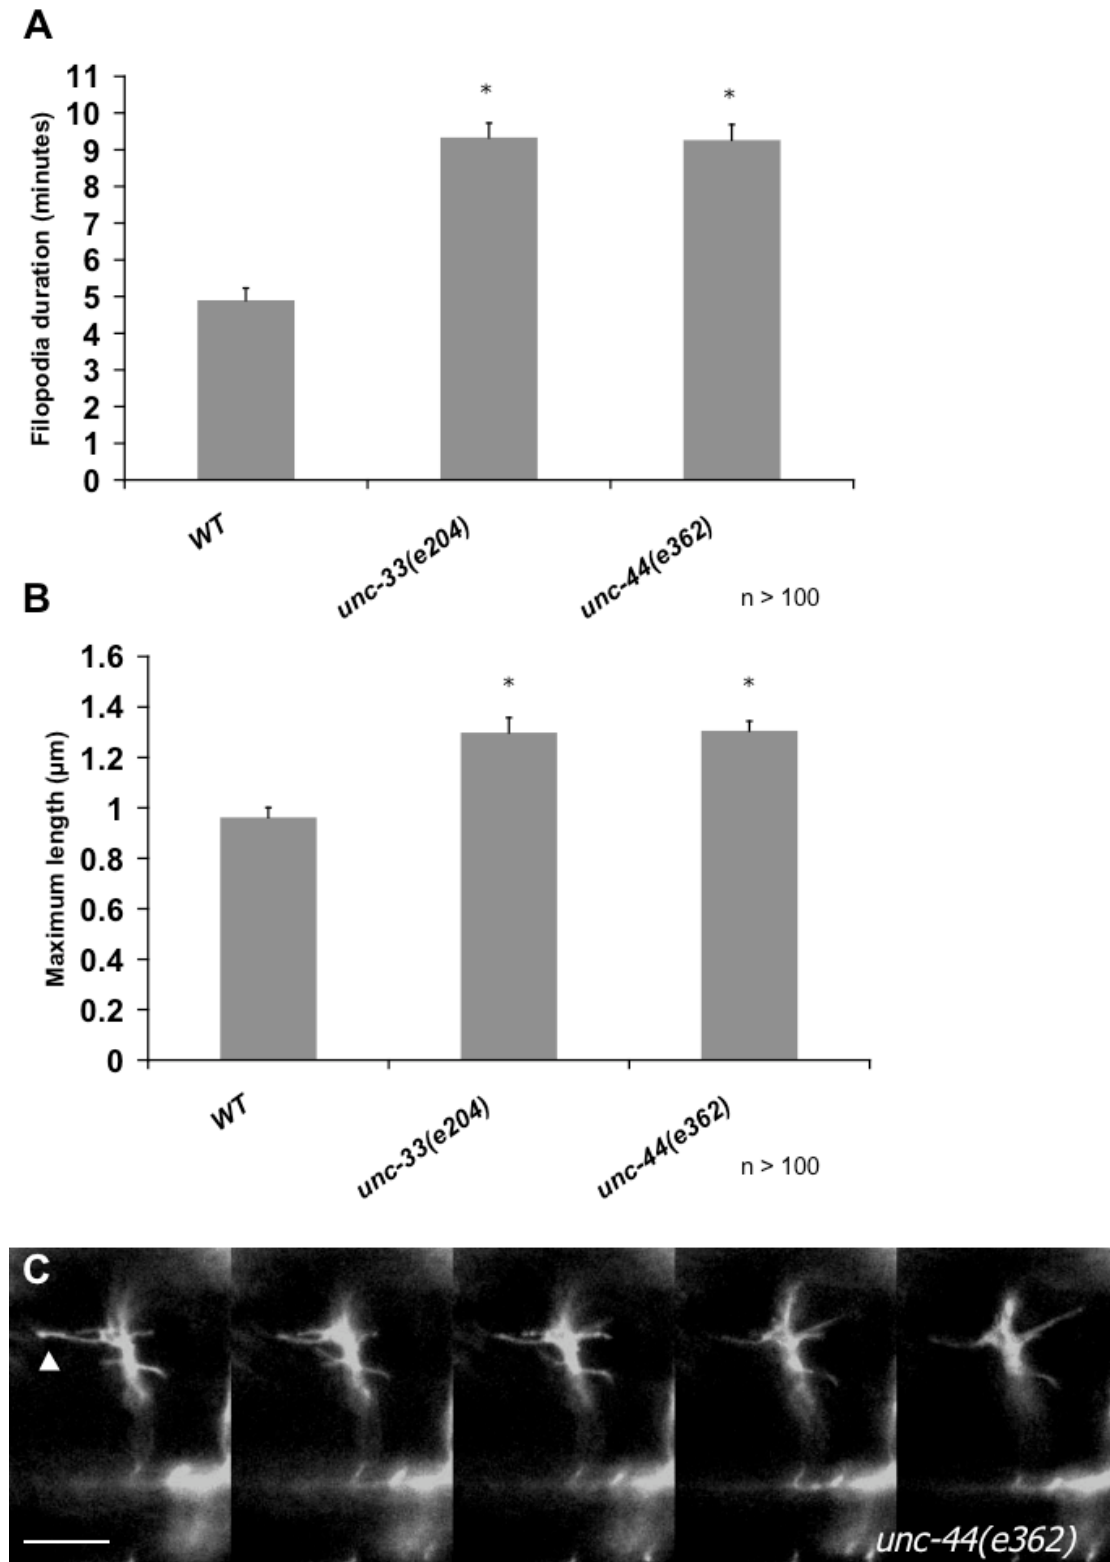 A
Filopodia duration (minutes)
11
10
9
8
7
6
5
4
3
2
1
0
*
*
WT
unc-33(e204)
unc-44(e362)
n > 100
B
Maximum length (µm)
1.6
1.4
1.2
1
0.8
0.6
0.4
0.2
0
*
*
WT
unc-33(e204)
unc-44(e362)
n > 100
C
unc-44(e362)